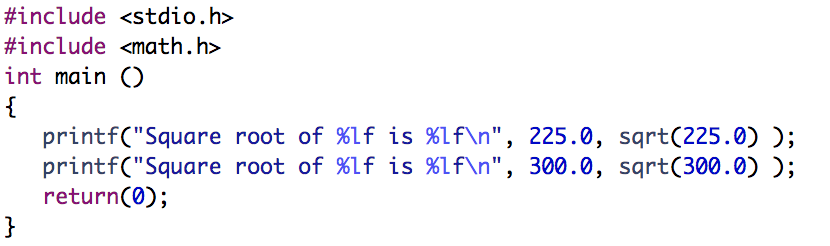 #include <stdio.h>
#include <math.h>
int main ()
{
   printf("Square root of %lf is %lf\n", 225.0, sqrt(225.0) );
   printf("Square root of %lf is %lf\n", 300.0, sqrt(300.0) );
   return(0);
}